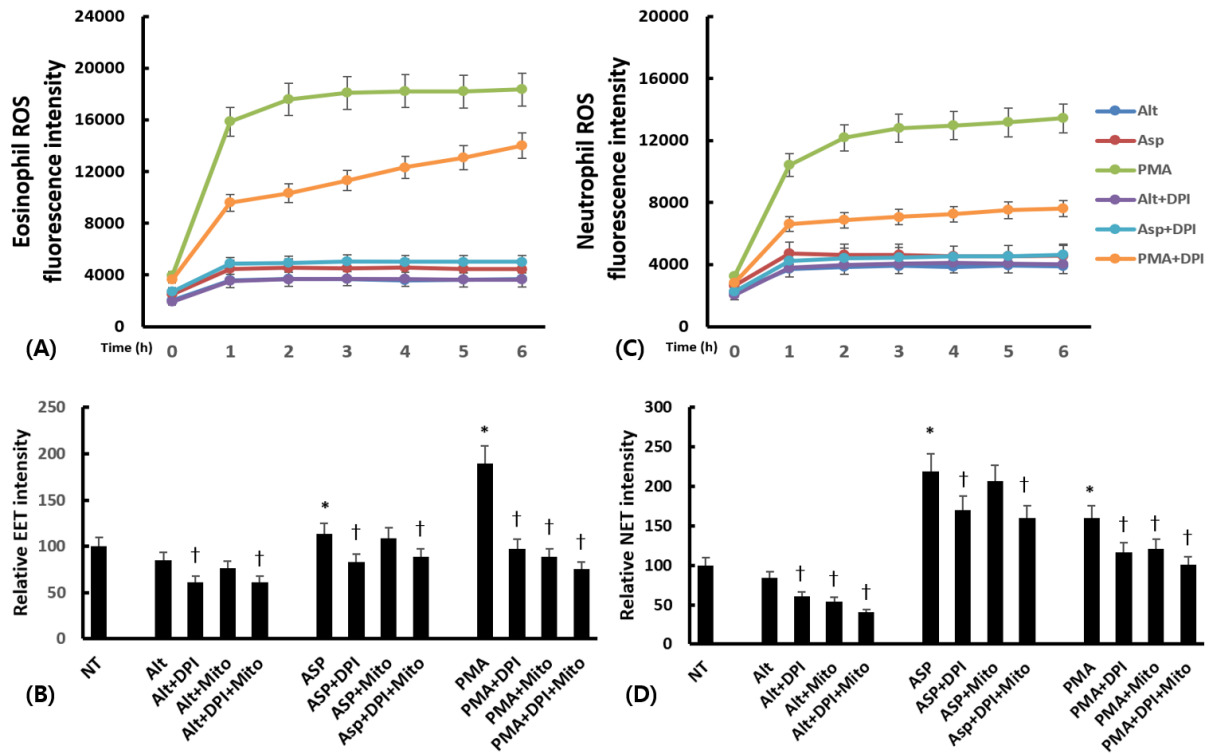 Eosinophil ROS
fluorescence intensity
24000
20000
16000
12000
8000
4000
0
(A)
Time (h)
0 1 2 3 4 5 6
Neutrophil ROS
fluorescence intensity
20000
16000
12000
8000
4000
0
(C)
Time (h)
0 1 2 3 4 5 6
Alt
Asp
PMA
Alt+DPI
Asp+DPI
PMA+DPI
Relative EET intensity
250
200
150
100
50
0
† † * † † * † † †
NT
Alt
Alt+DPI
Alt+Mito
Alt+DPI+Mito
ASP
ASP+DPI
ASP+Mito
Asp+DPI+Mito
PMA
PMA+DPI
PMA+Mito
PMA+DPI+Mito
(B)
Relative NET intensity
300
250
200
150
100
50
0
† † † * † † * † † †
NT
Alt
Alt+DPI
Alt+Mito
Alt+DPI+Mito
ASP
ASP+DPI
ASP+Mito
Asp+DPI+Mito
PMA
PMA+DPI
PMA+Mito
PMA+DPI+Mito
(D)